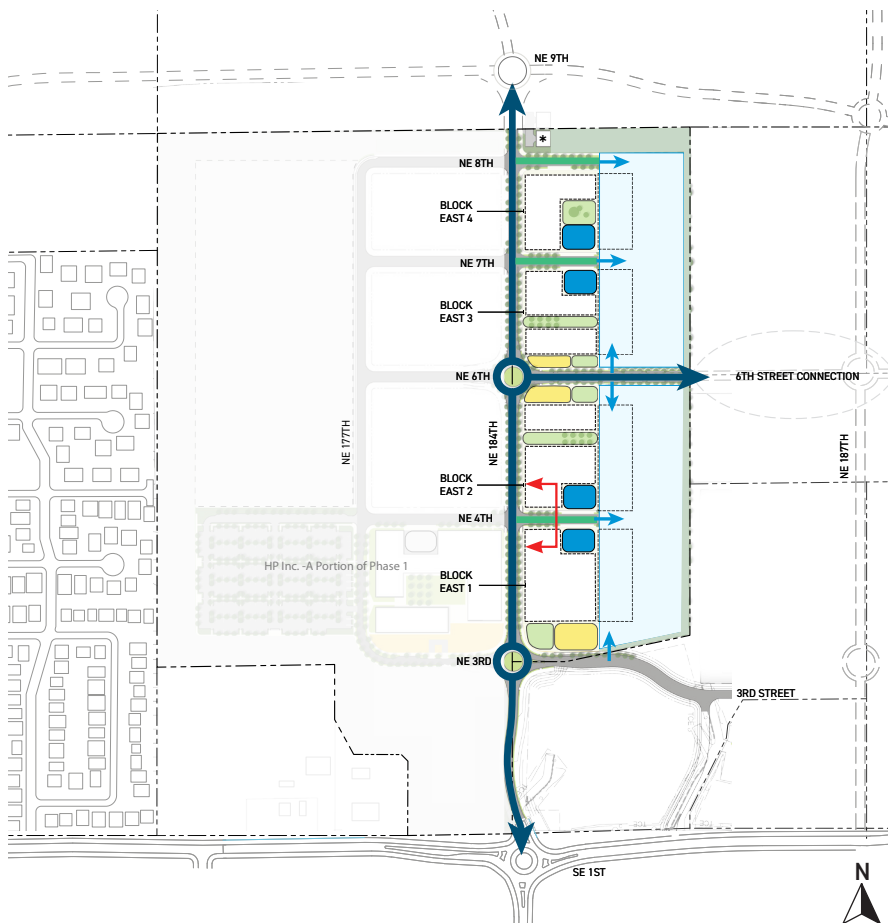 NE 9TH
*
NE 8TH
BLOCK
EAST 4
NE 7TH
BLOCK
EAST 3
NE 6TH
6TH STREET CONNECTION
NE 177TH
NE 184TH
NE 187TH
BLOCK
EAST 2
NE 4TH
HP Inc. -A Portion of Phase 1
BLOCK
EAST 1
NE 3RD
3RD STREET
SE 1ST
N